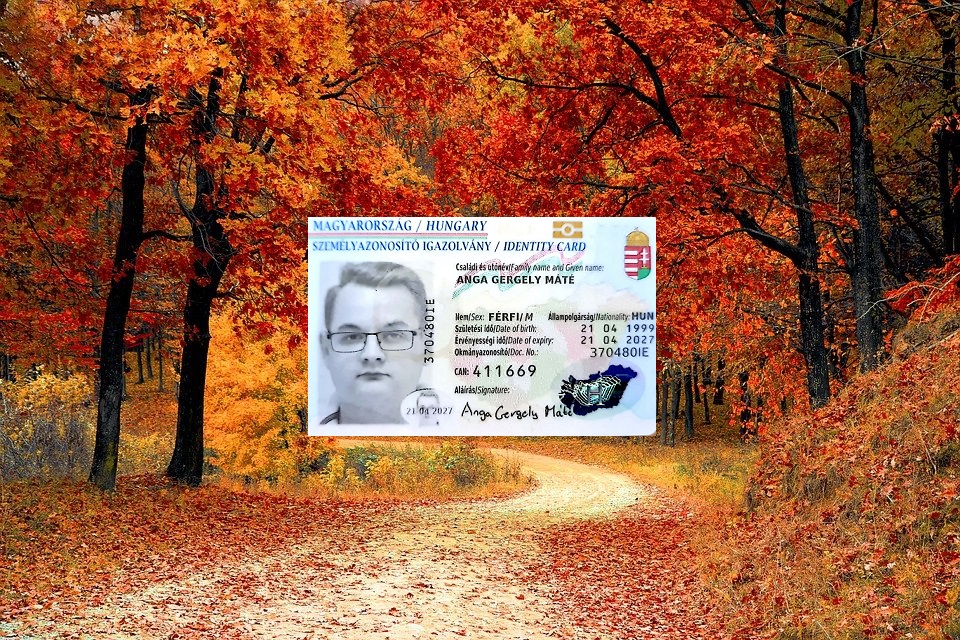 MAGYARORSZÁG / HUNGARY
SZEMÉLYAZONOSÍTÓ IGAZOLVÁNY / IDENTITY CARD
Családi és utónév/Family name and Given name:
ANGA GERGELY MÁTÉ
Nem/Sex: FÉRFI/M Állampolgárság/Nationality: HUN
Születési idő/Date of birth: 21 04 1999
Érvényességi idő/Date of expiry: 21 04 2027
Okmányazonosító/Doc. No.: 370480IE
CAN: 411669
Aláírás/Signature:
Anga Gergely Máté
370480IE
21 04 2027